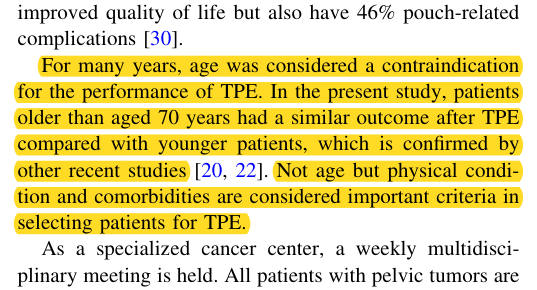 improved quality of life but also have 46% pouch-related
complications [30].
For many years, age was considered a contraindication
for the performance of TPE. In the present study, patients
older than aged 70 years had a similar outcome after TPE
compared with younger patients, which is confirmed by
other recent studies [20, 22]. Not age but physical condi-
tion and comorbidities are considered important criteria in
selecting patients for TPE.
As a specialized cancer center, a weekly multidisci-
plinary meeting is held. All patients with pelvic tumors are